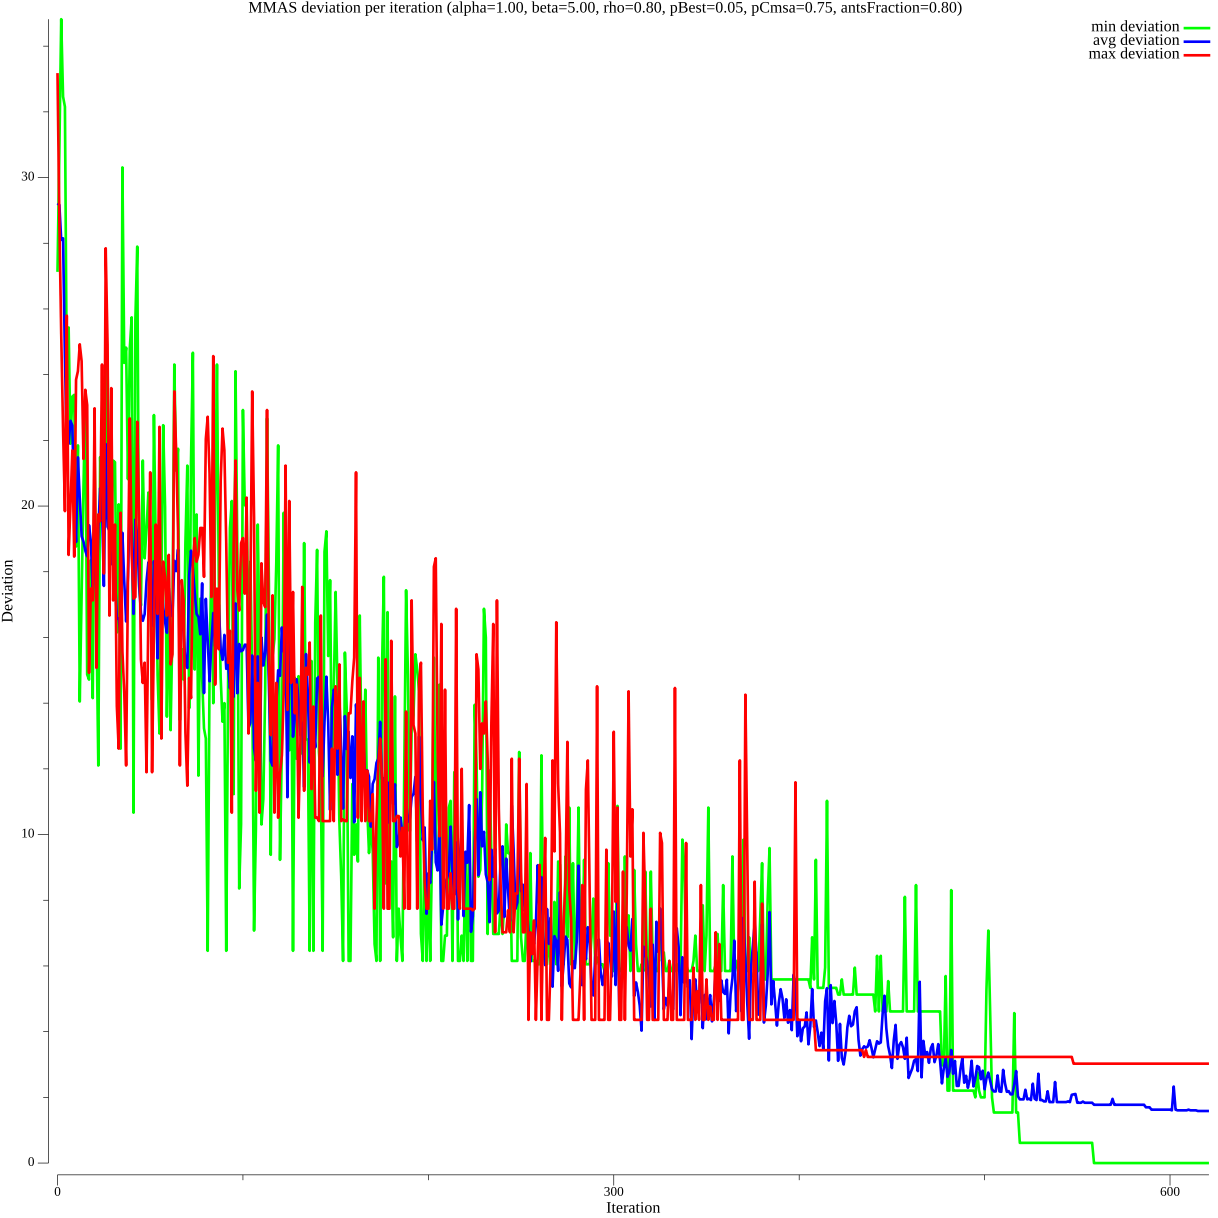 MMAS deviation per iteration (alpha=1.00, beta=5.00, rho=0.80, pBest=0.05, pCmsa=0.75, antsFraction=0.80)
min deviation
avg deviation
max deviation
30
20
10
0
Deviation
0
300
600
Iteration